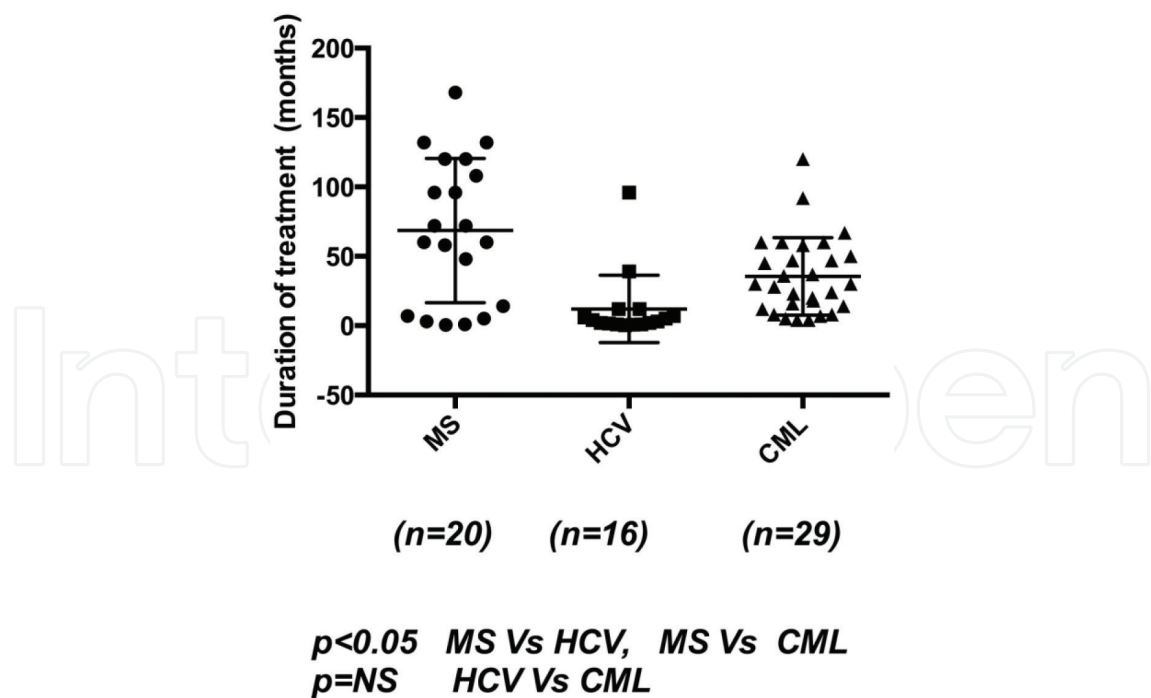 Duration of treatment (months)
200
150
100
50
0
-50
MS HCV CML
(n=20) (n=16) (n=29)
p<0.05 MS Vs HCV, MS Vs CML
p=NS HCV Vs CML